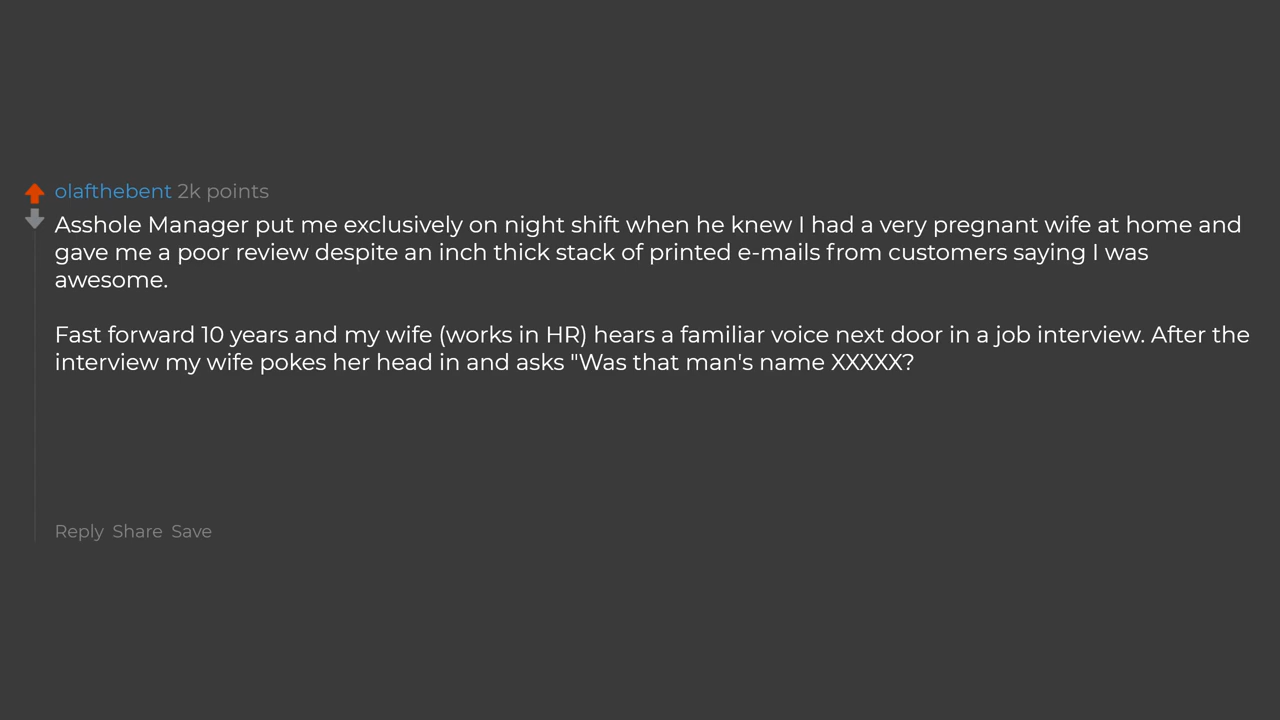 olafthebent 2k points
Asshole Manager put me exclusively on night shift when he knew I had a very pregnant wife at home and
gave me a poor review despite an inch thick stack of printed e-mails from customers saying I was
awesome.
Fast forward 10 years and my wife (works in HR) hears a familiar voice next door in a job interview. After the
interview my wife pokes her head in and asks "Was that man's name XXXXX?
Reply Share Save